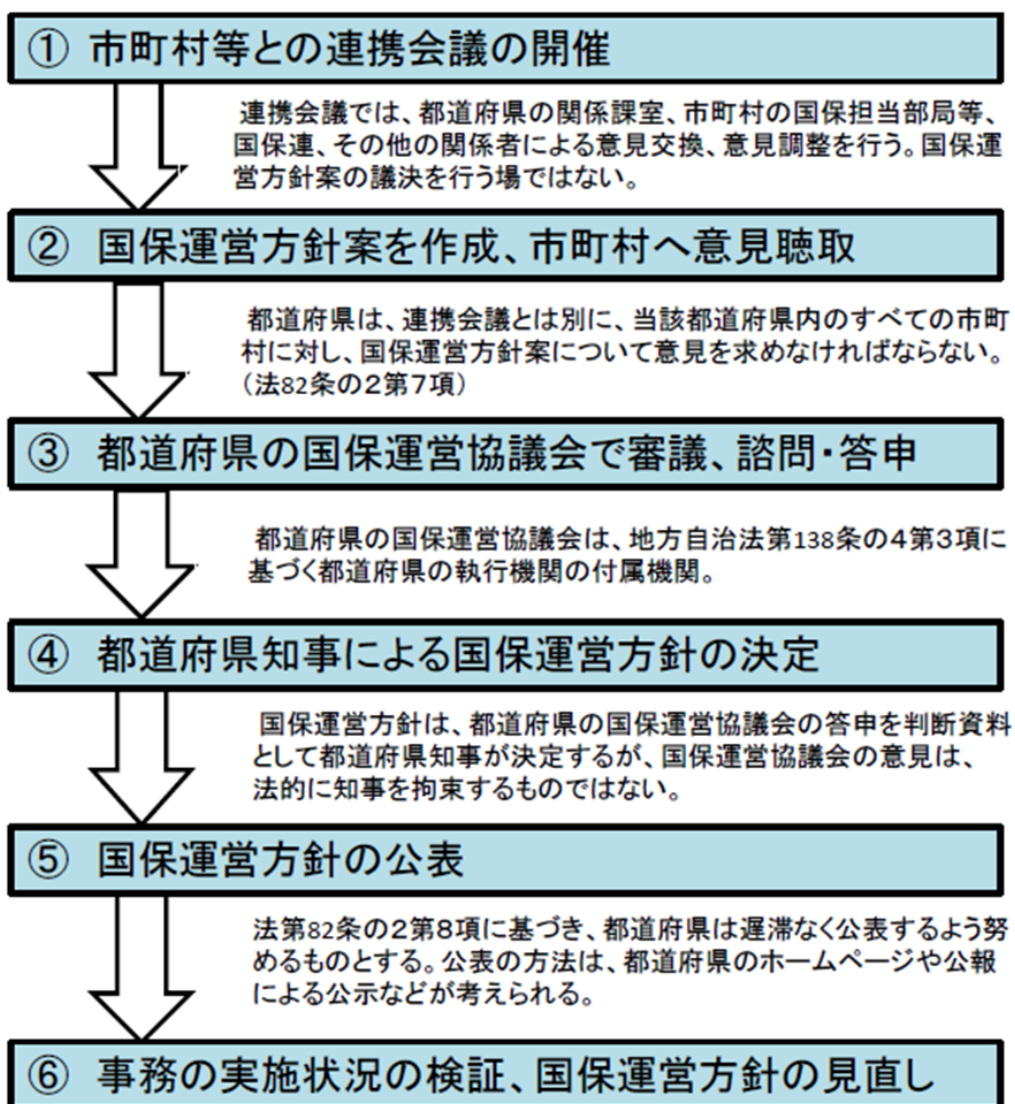 ① 市町村等との連携会議の開催
連携会議では、都道府県の関係課室、市町村の国保担当部局等、
国保連、その他の関係者による意見交換、意見調整を行う。国保運
営方針案の議決を行う場ではない。
② 国保運営方針案を作成、市町村へ意見聴取
都道府県は、連携会議とは別に、当該都道府県内のすべての市町
村に対し、国保運営方針案について意見を求めなければならない。
（法82条の２第７項）
③ 都道府県の国保運営協議会で審議、諮問・答申
都道府県の国保運営協議会は、地方自治法第138条の４第３項に
基づく都道府県の執行機関の付属機関。
④ 都道府県知事による国保運営方針の決定
国保運営方針は、都道府県の国保運営協議会の答申を判断資料
として都道府県知事が決定するが、国保運営協議会の意見は、
法的に知事を拘束するものではない。
⑤ 国保運営方針の公表
法第82条の２第８項に基づき、都道府県は遅滞なく公表するよう努
めるものとする。公表の方法は、都道府県のホームページや公報
による公示などが考えられる。
⑥ 事務の実施状況の検証、国保運営方針の見直し